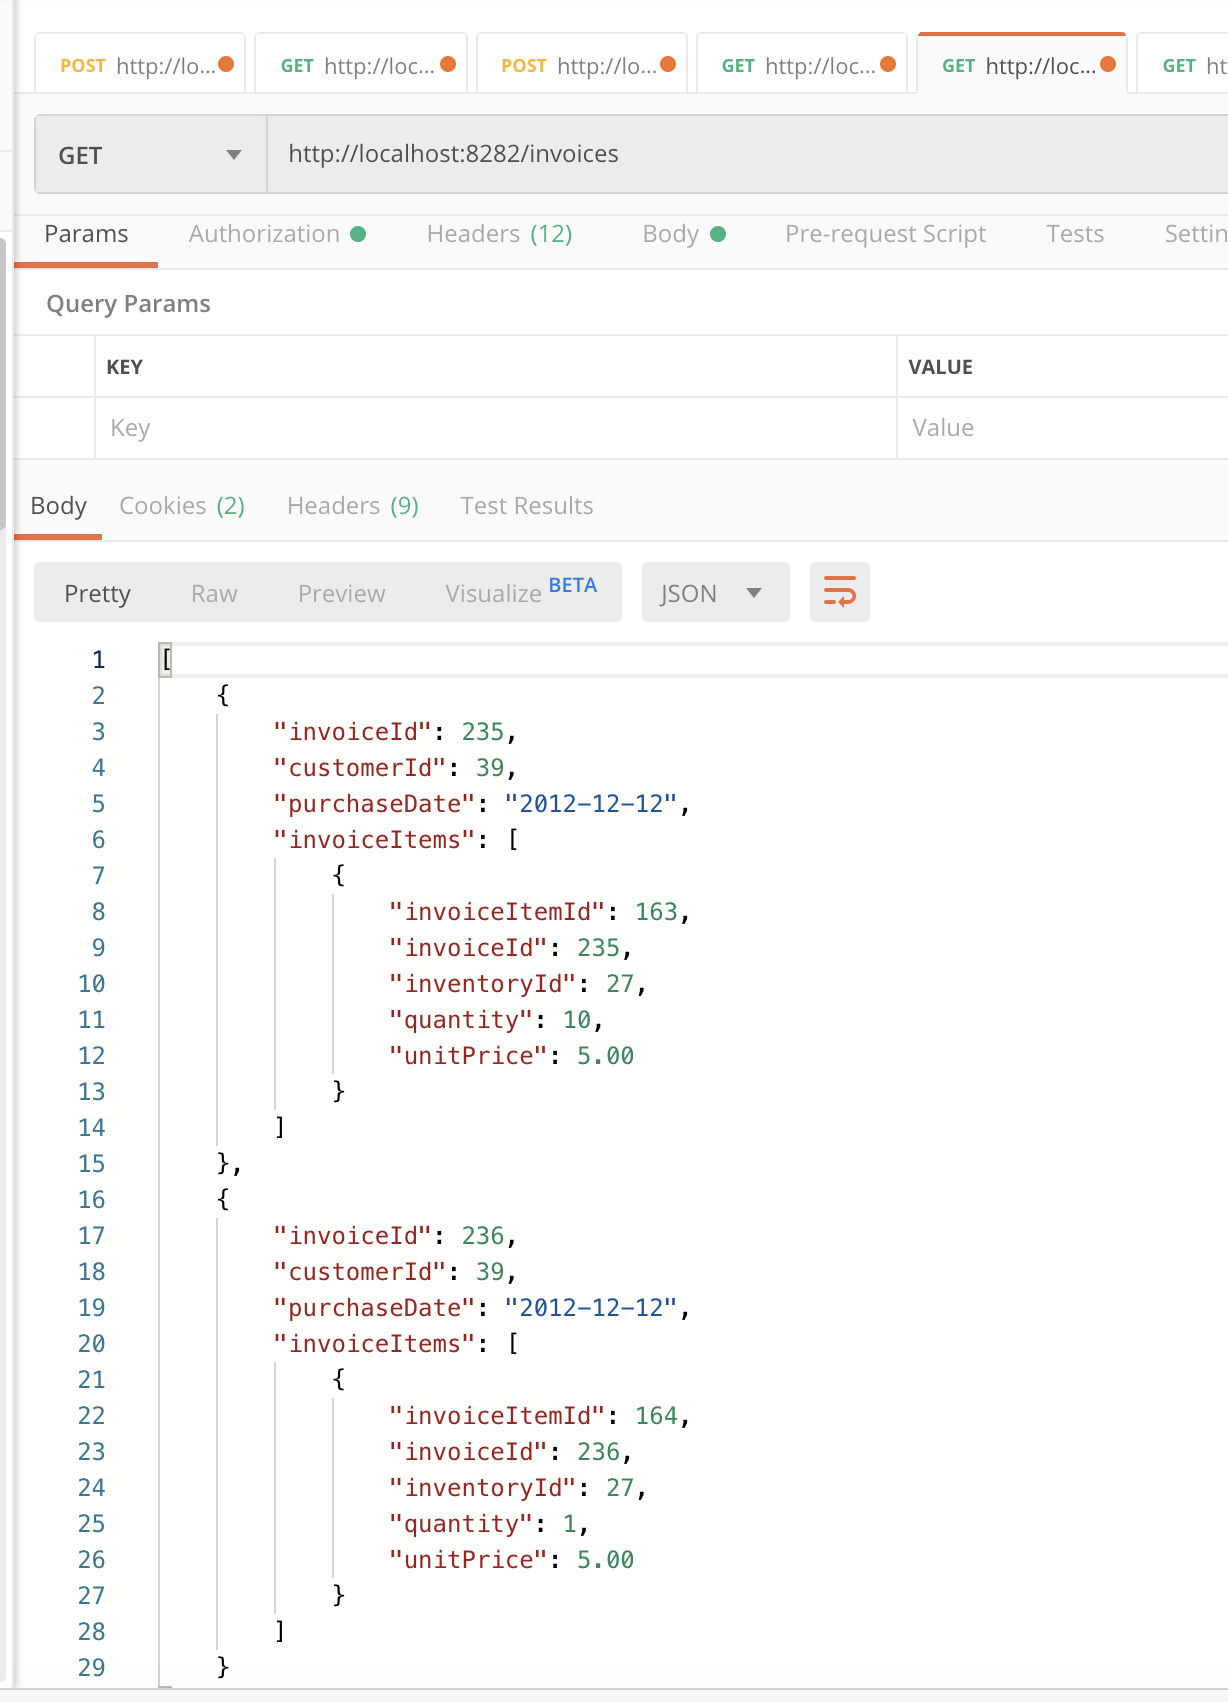 POST http://lo... GET http://loc... POST http://lo... GET http://loc... GET http://loc... GET ht
GET http://localhost:8282/invoices
Params Authorization Headers (12) Body Pre-request Script Tests Settin
Query Params
KEY VALUE
Key Value
Body Cookies (2) Headers (9) Test Results
Pretty Raw Preview Visualize BETA JSON
1 [
2 {
3 "invoiceId": 235,
4 "customerId": 39,
5 "purchaseDate": "2012-12-12",
6 "invoiceItems": [
7 {
8 "invoiceItemId": 163,
9 "invoiceId": 235,
10 "inventoryId": 27,
11 "quantity": 10,
12 "unitPrice": 5.00
13 }
14 ]
15 },
16 {
17 "invoiceId": 236,
18 "customerId": 39,
19 "purchaseDate": "2012-12-12",
20 "invoiceItems": [
21 {
22 "invoiceItemId": 164,
23 "invoiceId": 236,
24 "inventoryId": 27,
25 "quantity": 1,
26 "unitPrice": 5.00
27 }
28 ]
29 }